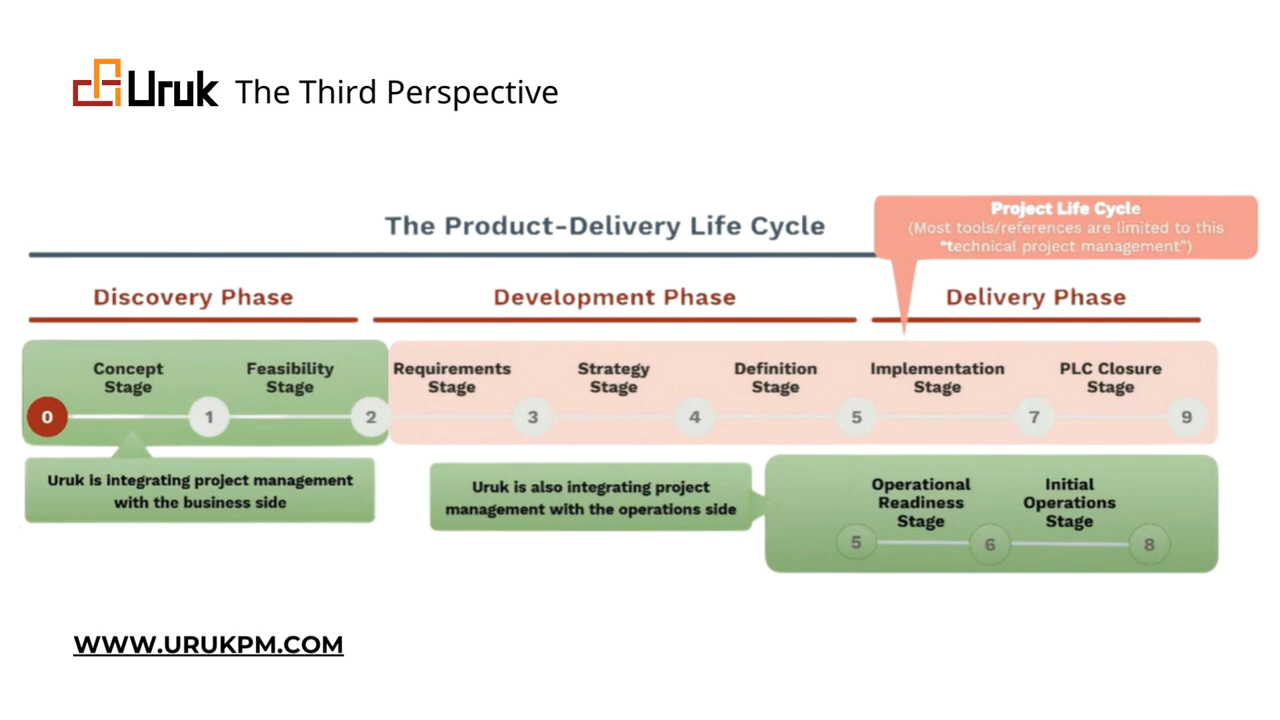 Uruk The Third Perspective
The Product-Delivery Life Cycle
Project Life Cycle
(Most tools/references are limited to this
“technical project management”)
Discovery Phase
Development Phase
Delivery Phase
Concept
Stage
Feasibility
Stage
Requirements
Stage
Strategy
Stage
Definition
Stage
Implementation
Stage
PLC Closure
Stage
0
1
2
3
4
5
7
9
Uruk is integrating project management
with the business side
Uruk is also integrating project
management with the operations side
Operational
Readiness
Stage
Initial
Operations
Stage
5
6
8
WWW.URUKPM.COM